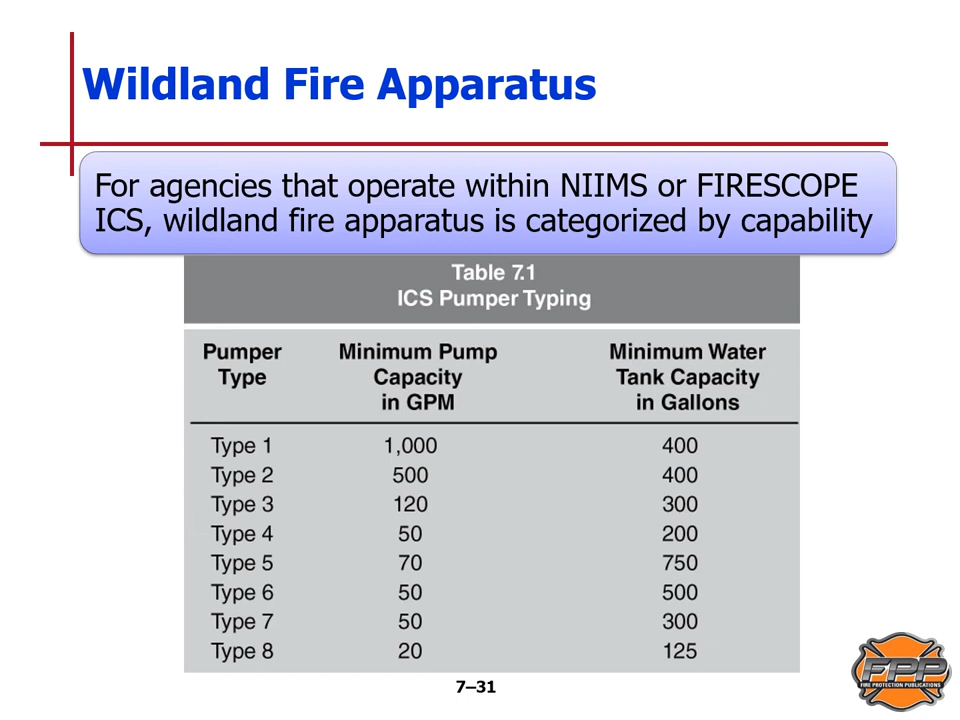 Wildland Fire Apparatus
For agencies that operate within NIIMS or FIRESCOPE
ICS, wildland fire apparatus is categorized by capability
Table 7.1
ICS Pumper Typing
Pumper Type Minimum Pump Capacity in GPM Minimum Water Tank Capacity in Gallons
Type 1 1,000 400
Type 2 500 400
Type 3 120 300
Type 4 50 200
Type 5 70 750
Type 6 50 500
Type 7 50 300
Type 8 20 125
7–31
FPP
FIRE PROTECTION PUBLICATIONS